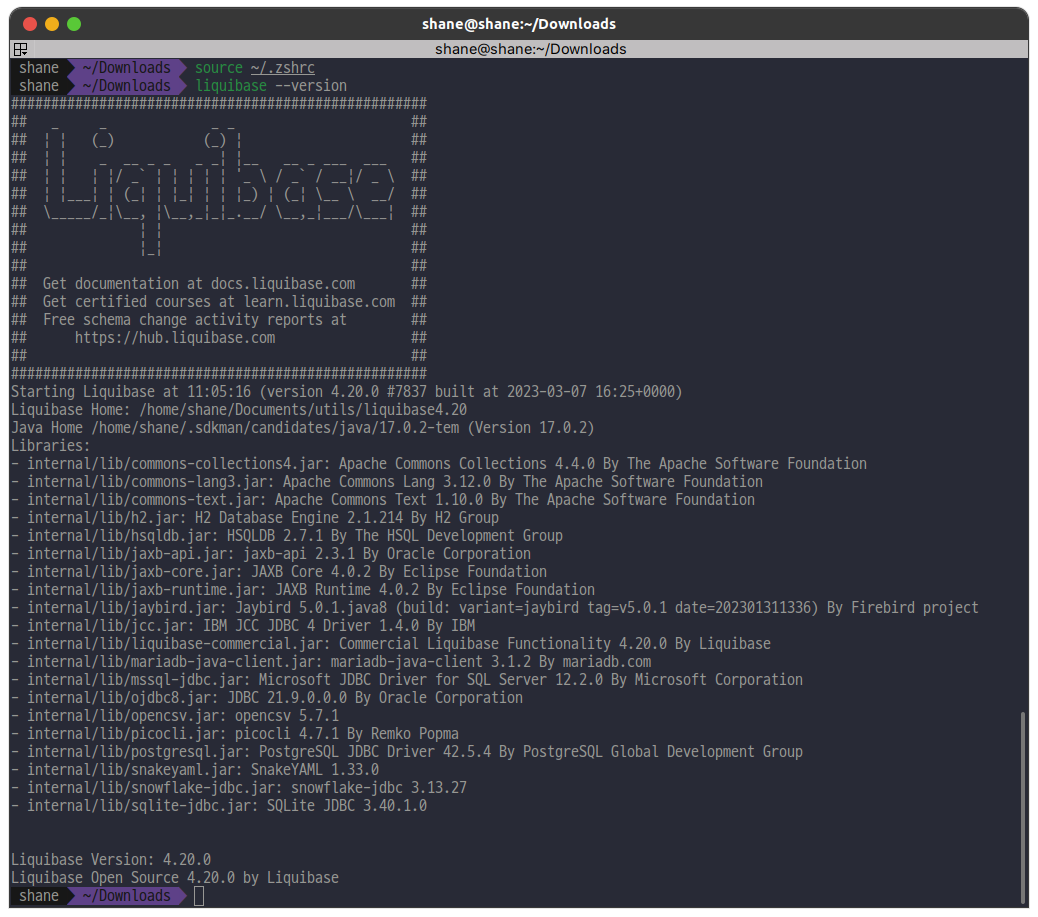 shane@shane:~/Downloads
shane@shane:~/Downloads
shane ~/Downloads source ~/.zshrc
shane ~/Downloads liquibase --version
####################################################
##   _     _             _ _                      ##
##  | |   (_)           (_) |                     ##
##  | |    _  __ _ _   _ _| |__   __ _ ___  ___   ##
##  | |   | |/ _` | | | | | '_ \ / _` / __|/ _ \  ##
##  | |___| | (_| | |_| | | |_) | (_| \__ \  __/  ##
##  \_____/_|\__, |\__,_|_|_.__/ \__,_|___/\___|  ##
##              | |                               ##
##              |_|                               ##
##                                                ##
##  Get documentation at docs.liquibase.com       ##
##  Get certified courses at learn.liquibase.com  ##
##  Free schema change activity reports at        ##
##      https://hub.liquibase.com                 ##
##                                                ##
####################################################
Starting Liquibase at 11:05:16 (version 4.20.0 #7837 built at 2023-03-07 16:25+0000)
Liquibase Home: /home/shane/Documents/utils/liquibase4.20
Java Home /home/shane/.sdkman/candidates/java/17.0.2-tem (Version 17.0.2)
Libraries:
- internal/lib/commons-collections4.jar: Apache Commons Collections 4.4.0 By The Apache Software Foundation
- internal/lib/commons-lang3.jar: Apache Commons Lang 3.12.0 By The Apache Software Foundation
- internal/lib/commons-text.jar: Apache Commons Text 1.10.0 By The Apache Software Foundation
- internal/lib/h2.jar: H2 Database Engine 2.1.214 By H2 Group
- internal/lib/hsqldb.jar: HSQLDB 2.7.1 By The HSQL Development Group
- internal/lib/jaxb-api.jar: jaxb-api 2.3.1 By Oracle Corporation
- internal/lib/jaxb-core.jar: JAXB Core 4.0.2 By Eclipse Foundation
- internal/lib/jaxb-runtime.jar: JAXB Runtime 4.0.2 By Eclipse Foundation
- internal/lib/jaybird.jar: Jaybird 5.0.1.java8 (build: variant=jaybird tag=v5.0.1 date=202301311336) By Firebird project
- internal/lib/jcc.jar: IBM JCC JDBC 4 Driver 1.4.0 By IBM
- internal/lib/liquibase-commercial.jar: Commercial Liquibase Functionality 4.20.0 By Liquibase
- internal/lib/mariadb-java-client.jar: mariadb-java-client 3.1.2 By mariadb.com
- internal/lib/mssql-jdbc.jar: Microsoft JDBC Driver for SQL Server 12.2.0 By Microsoft Corporation
- internal/lib/ojdbc8.jar: JDBC 21.9.0.0.0 By Oracle Corporation
- internal/lib/opencsv.jar: opencsv 5.7.1
- internal/lib/picocli.jar: picocli 4.7.1 By Remko Popma
- internal/lib/postgresql.jar: PostgreSQL JDBC Driver 42.5.4 By PostgreSQL Global Development Group
- internal/lib/snakeyaml.jar: SnakeYAML 1.33.0
- internal/lib/snowflake-jdbc.jar: snowflake-jdbc 3.13.27
- internal/lib/sqlite-jdbc.jar: SQLite JDBC 3.40.1.0
Liquibase Version: 4.20.0
Liquibase Open Source 4.20.0 by Liquibase
shane ~/Downloads